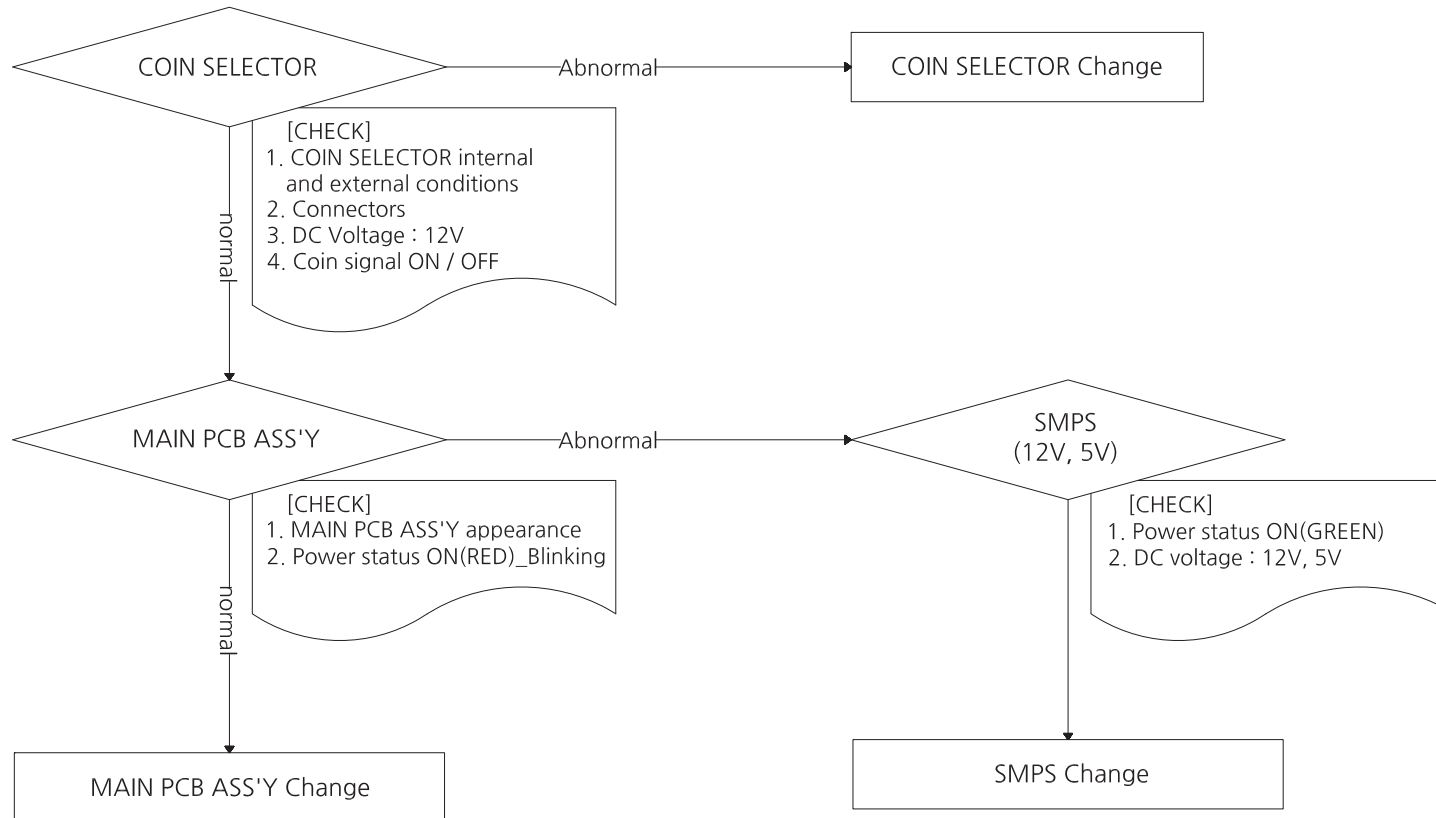 COIN SELECTOR
Abnormal
COIN SELECTOR Change
[CHECK]
1. COIN SELECTOR internal
and external conditions
2. Connectors
3. DC Voltage : 12V
4. Coin signal ON / OFF
normal
MAIN PCB ASS'Y
Abnormal
SMPS
(12V, 5V)
[CHECK]
1. MAIN PCB ASS'Y appearance
2. Power status ON(RED)_Blinking
[CHECK]
1. Power status ON(GREEN)
2. DC voltage : 12V, 5V
normal
MAIN PCB ASS'Y Change
SMPS Change